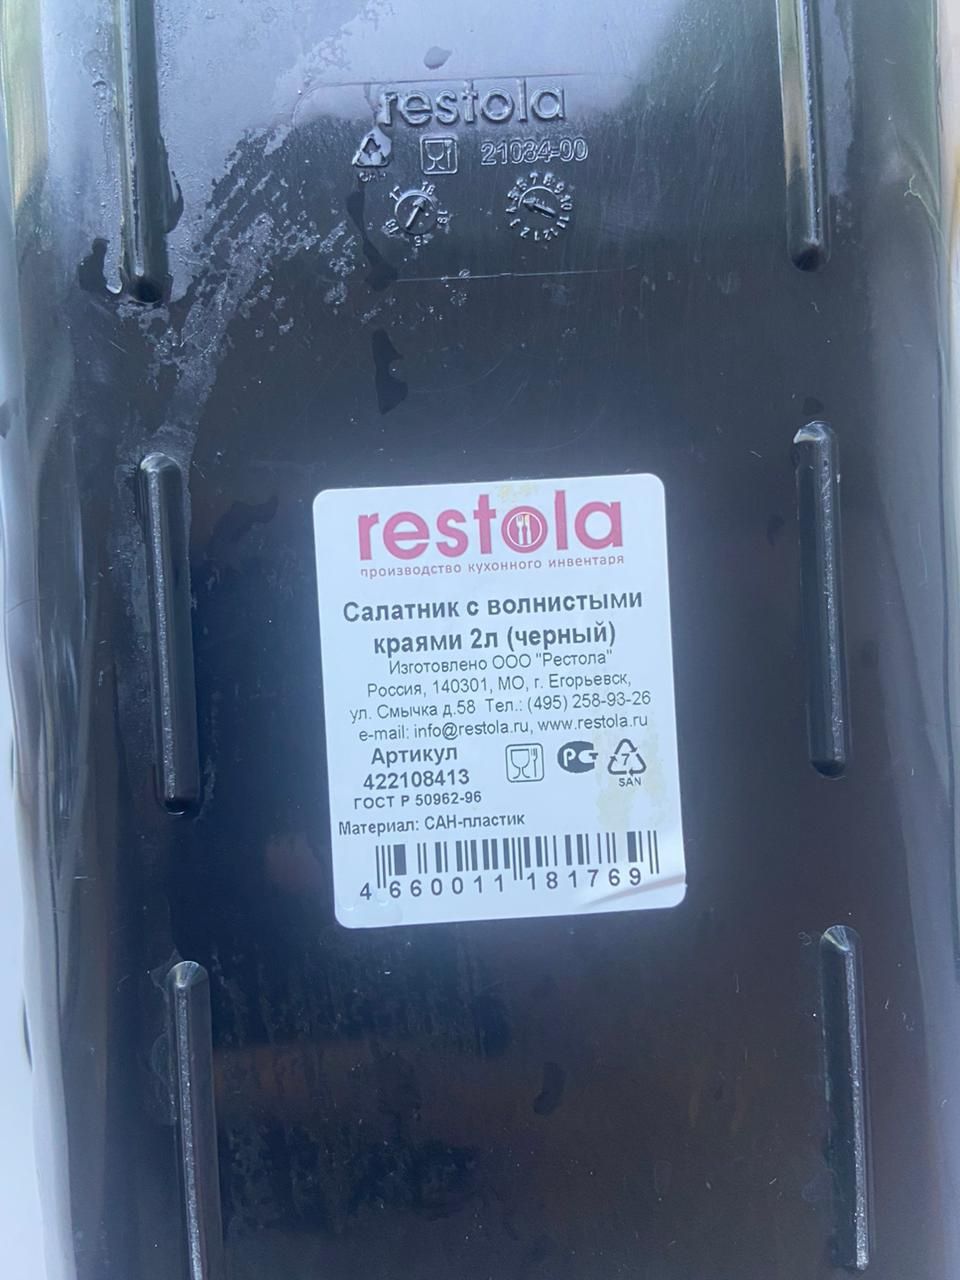 restola
21084-00
restola
производство кухонного инвентаря
Салатник с волнистыми
краями 2л (черный)
Изготовлено ООО "Рестола"
Россия, 140301, МО, г. Егорьевск,
ул. Смычка д.58 Тел.: (495) 258-93-26
e-mail: info@restola.ru, www.restola.ru
Артикул
422108413
ГОСТ Р 50962-96
РСТ
7
SAN
Материал: САН-пластик
4 660011 181769